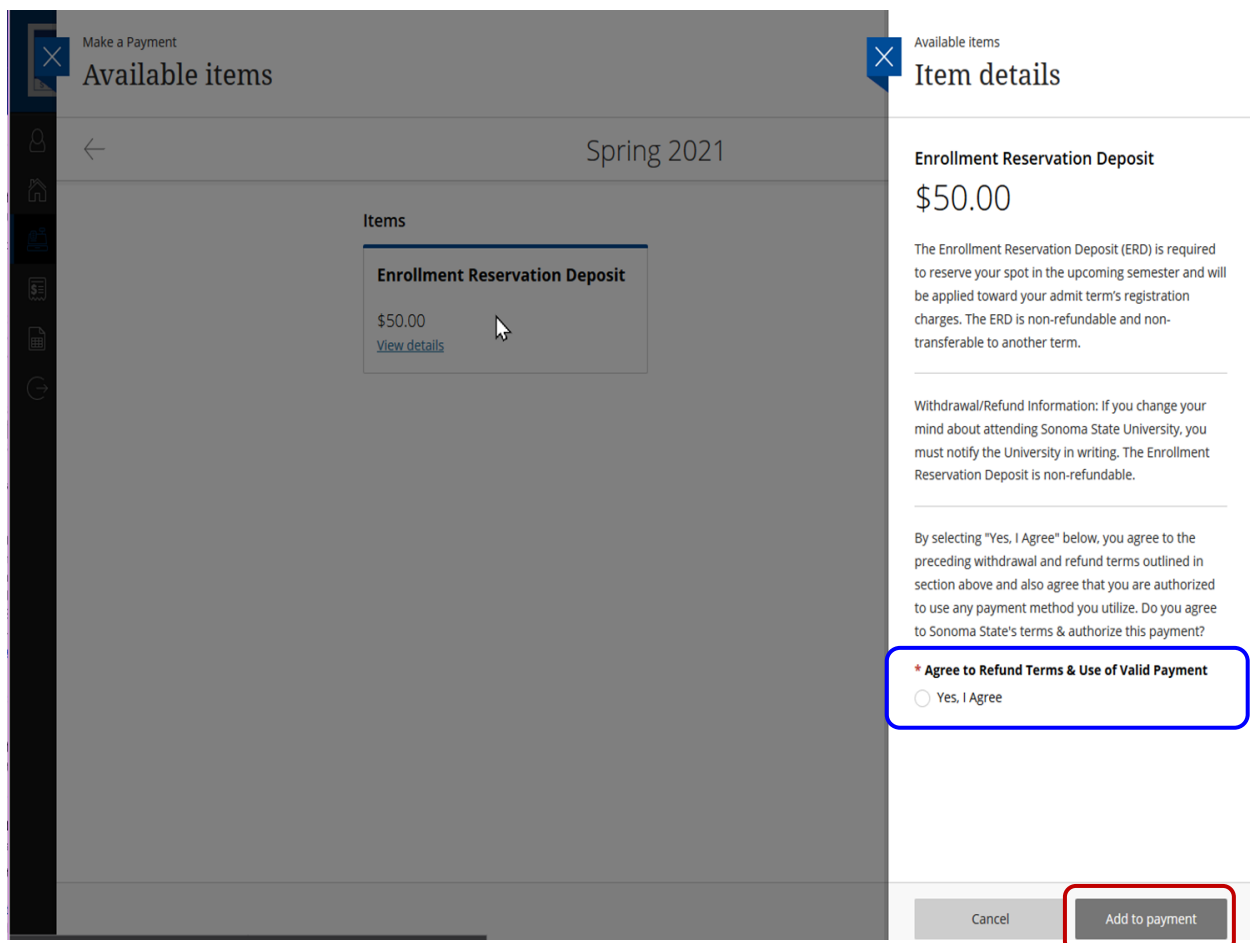 Make a Payment
Available items
Spring 2021
Items
Enrollment Reservation Deposit
$50.00
View details
Available items
Item details
Enrollment Reservation Deposit
$50.00
The Enrollment Reservation Deposit (ERD) is required
to reserve your spot in the upcoming semester and will
be applied toward your admit term's registration
charges. The ERD is non-refundable and non-
transferable to another term.
Withdrawal/Refund Information: If you change your
mind about attending Sonoma State University, you
must notify the University in writing. The Enrollment
Reservation Deposit is non-refundable.
By selecting "Yes, I Agree" below, you agree to the
preceding withdrawal and refund terms outlined in
section above and also agree that you are authorized
to use any payment method you utilize. Do you agree
to Sonoma State's terms & authorize this payment?
* Agree to Refund Terms & Use of Valid Payment
Yes, I Agree
Cancel
Add to payment